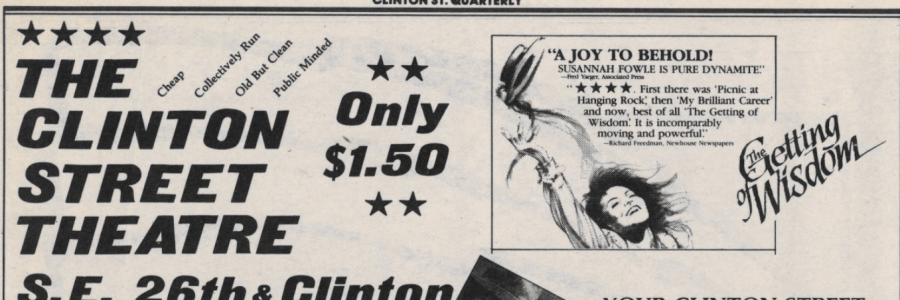 CLINTON ST. QUARTERLY
★★★★
THE
CLINTON
STREET
THEATRE
Cheap
Collectively Run
Old But Clean
Public Minded
★★
Only
$1.50
★★
S.E. 26th & Clinton
"A JOY TO BEHOLD!
SUSANNAH FOWLE IS PURE DYNAMITE."
—Fred Yager, Associated Press
"★★★★. First there was 'Picnic at
Hanging Rock,' then 'My Brilliant Career'
and now, best of all 'The Getting of
Wisdom.' It is incomparably
moving and powerful."
—Richard Freedman, Newhouse Newspapers
The Getting
of Wisdom
YOUR CLINTON STREET